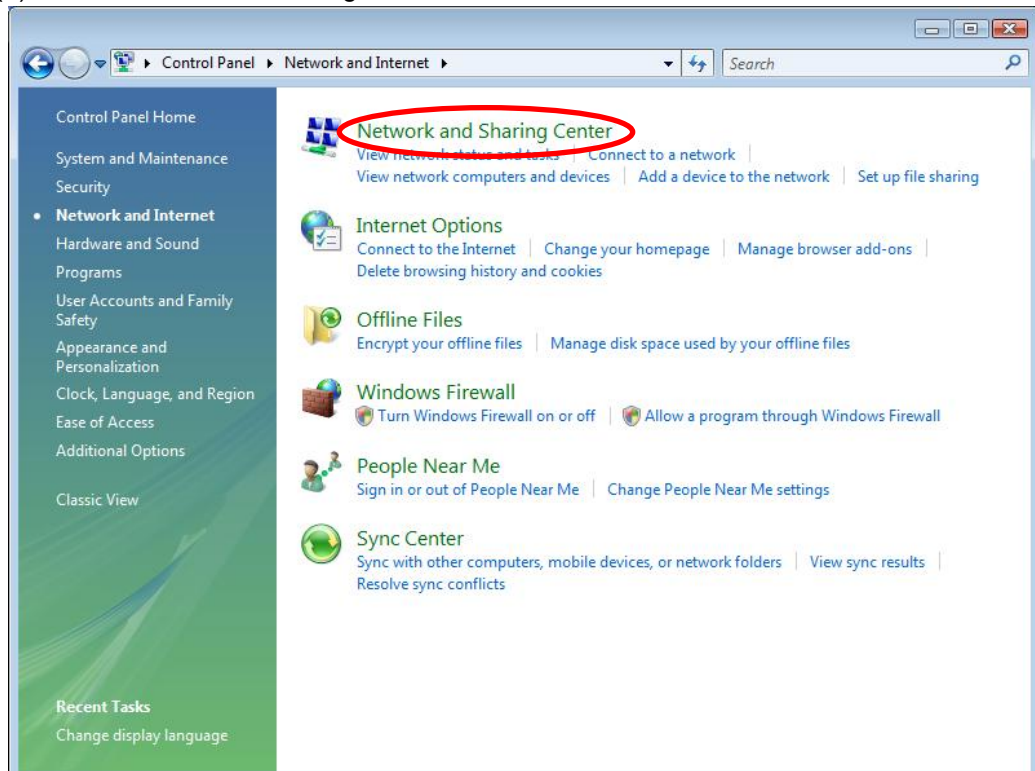 Control Panel Network and Internet
Search
Control Panel Home
System and Maintenance
Security
Network and Internet
Hardware and Sound
Programs
User Accounts and Family
Safety
Appearance and
Personalization
Clock, Language, and Region
Ease of Access
Additional Options
Classic View
Recent Tasks
Change display language
Network and Sharing Center
View network status and tasks Connect to a network
View network computers and devices Add a device to the network Set up file sharing
Internet Options
Connect to the Internet Change your homepage Manage browser add-ons
Delete browsing history and cookies
Offline Files
Encrypt your offline files Manage disk space used by your offline files
Windows Firewall
Turn Windows Firewall on or off Allow a program through Windows Firewall
People Near Me
Sign in or out of People Near Me Change People Near Me settings
Sync Center
Sync with other computers, mobile devices, or network folders View sync results
Resolve sync conflicts